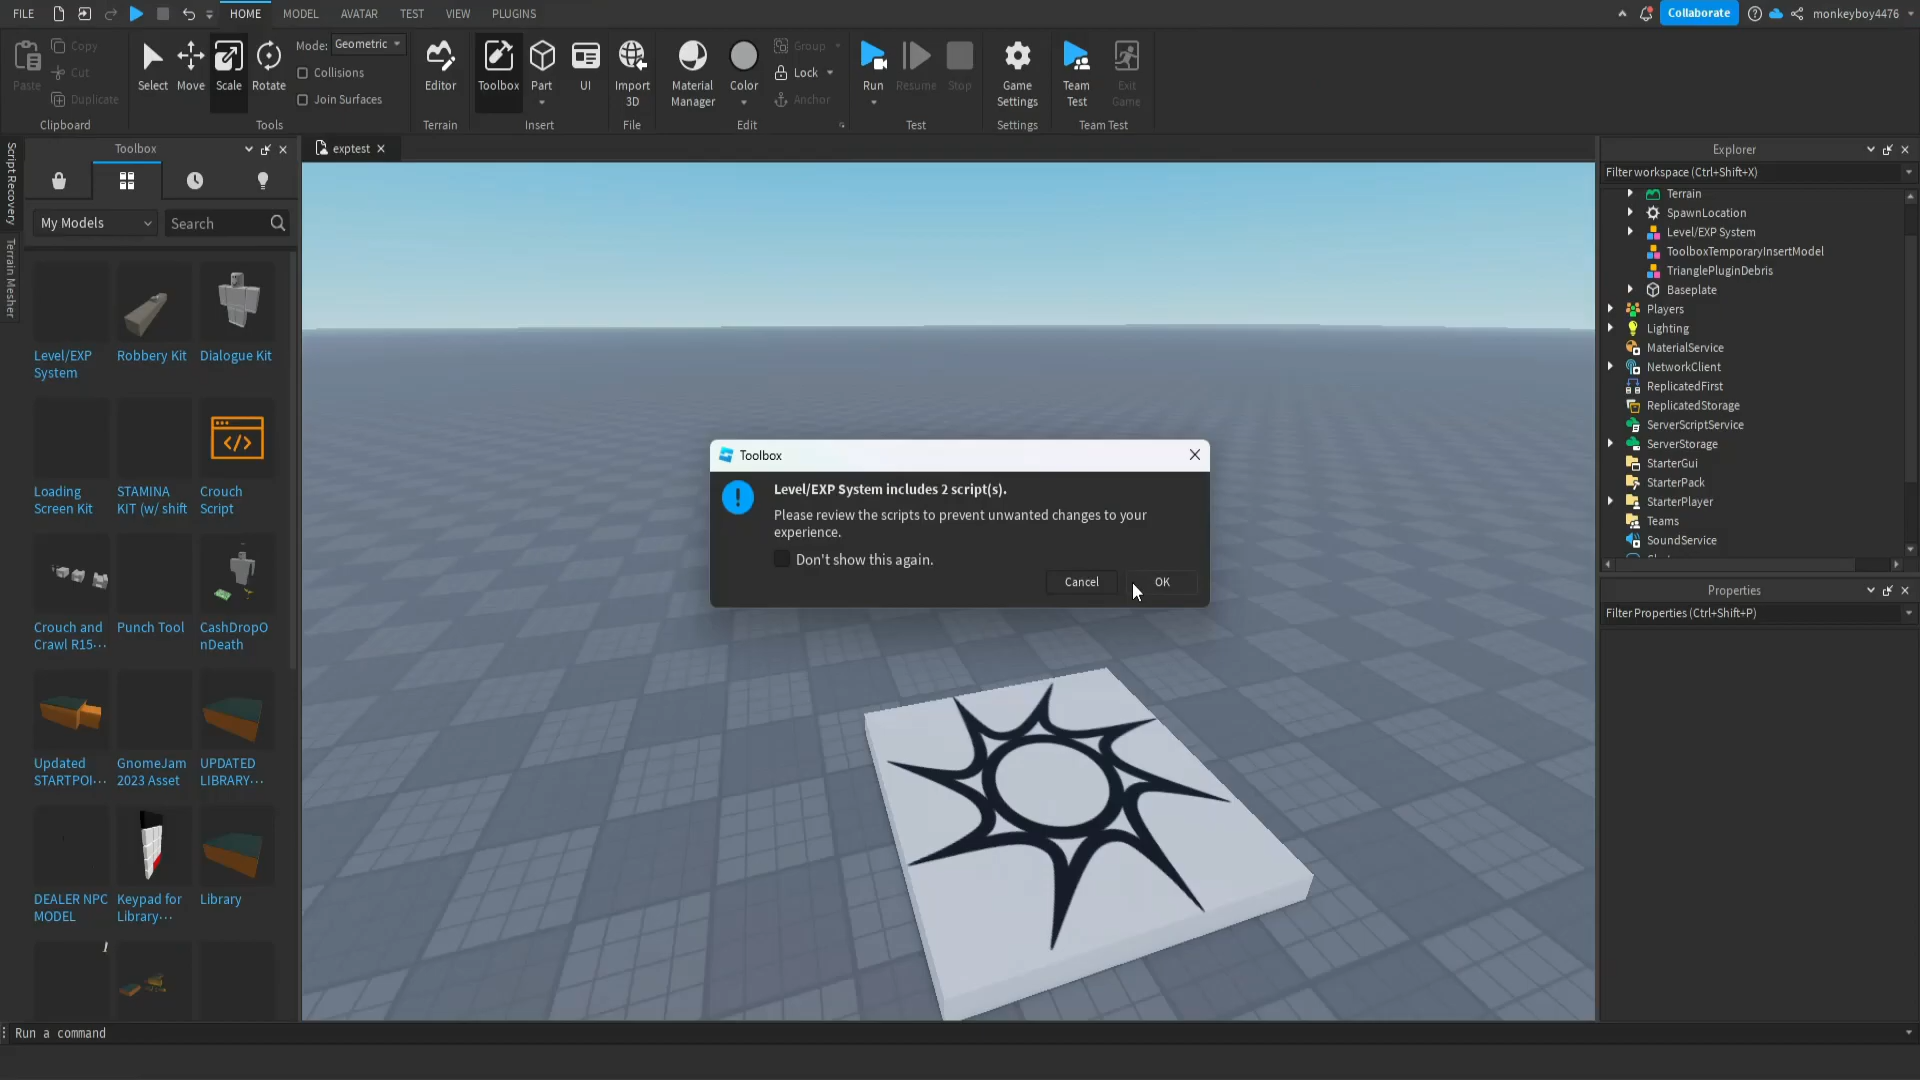 FILE
HOME
MODEL
AVATAR
TEST
VIEW
PLUGINS
Collaborate
monkeyboy4476
Paste
Copy
Cut
Duplicate
Clipboard
Select
Move
Scale
Rotate
Mode:
Geometric
Collisions
Join Surfaces
Tools
Editor
Terrain
Toolbox
Part
UI
Insert
Import
3D
File
Material
Manager
Color
Group
Lock
Anchor
Edit
Run
Resume
Stop
Test
Game
Settings
Settings
Team
Test
Exit
Game
Team Test
Script Recovery
Terrain Mesher
Toolbox
My Models
Search
Level/EXP
System
Robbery Kit
Dialogue Kit
Loading
Screen Kit
STAMINA
KIT (w/ shift
Crouch
Script
Crouch and
Crawl R15···
Punch Tool
CashDropO
nDeath
Updated
STARTPOI···
GnomeJam
2023 Asset
UPDATED
LIBRARY···
DEALER NPC
MODEL
Keypad for
Library···
Library
exptest
Toolbox
Level/EXP System includes 2 script(s).
Please review the scripts to prevent unwanted changes to your
experience.
Don't show this again.
Cancel
OK
Explorer
Filter workspace (Ctrl+Shift+X)
Terrain
SpawnLocation
Level/EXP System
ToolboxTemporaryInsertModel
TrianglePluginDebris
Baseplate
Players
Lighting
MaterialService
NetworkClient
ReplicatedFirst
ReplicatedStorage
ServerScriptService
ServerStorage
StarterGui
StarterPack
StarterPlayer
Teams
SoundService
Properties
Filter Properties (Ctrl+Shift+P)
Run a command